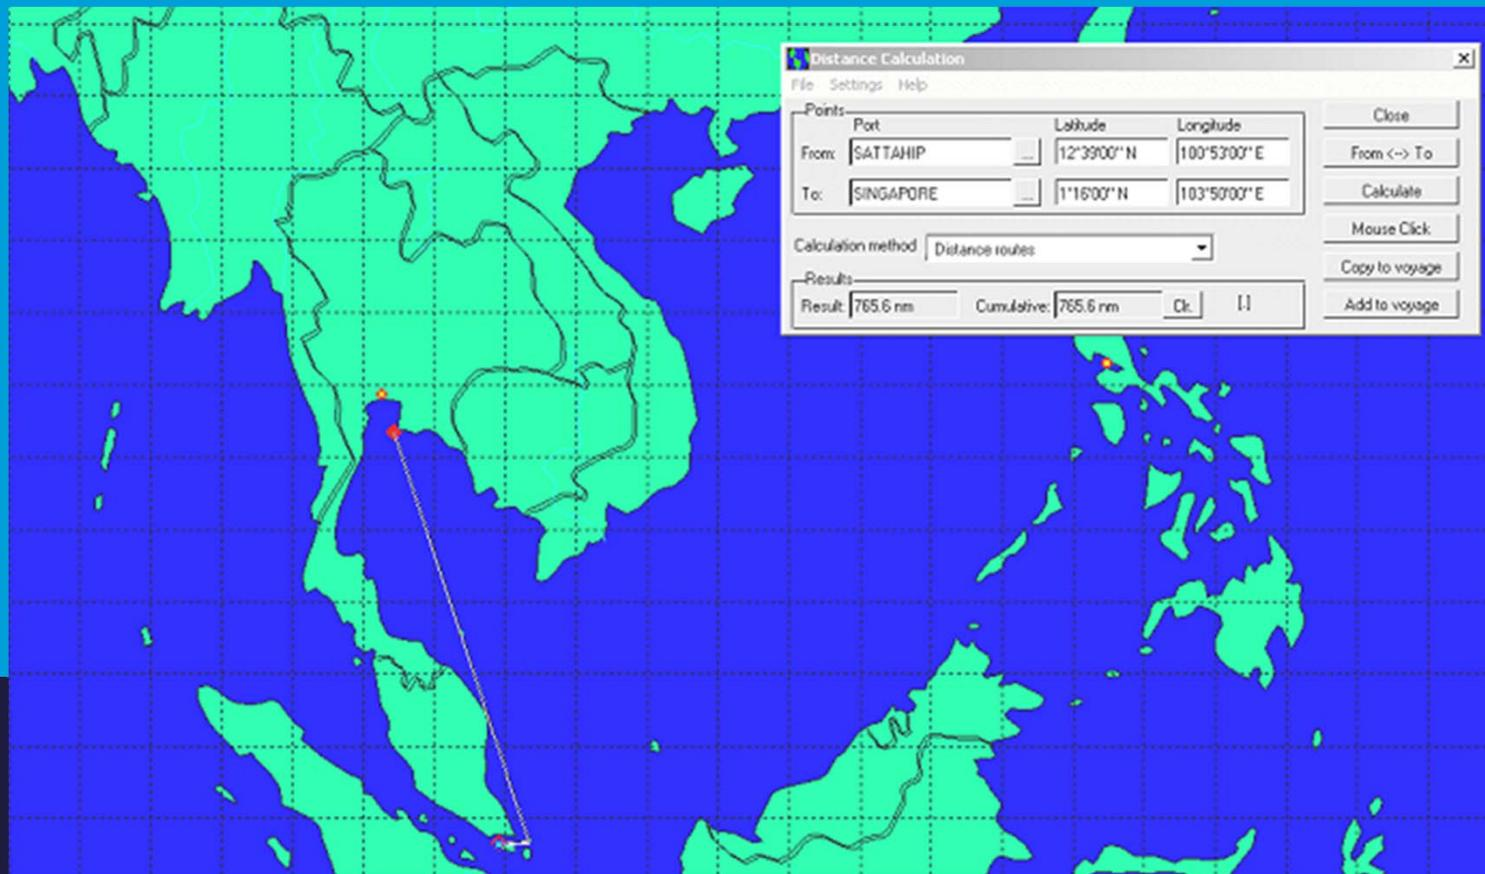 Distance Calculation
File Settings Help
Points
Port Latitude Longitude
From: SATTAHIP ... 12°39'00'' N 100°53'00'' E
To: SINGAPORE ... 1°16'00'' N 103°50'00'' E
Calculation method Distance routes
Results
Result: 765.6 nm Cumulative: 765.6 nm Clr. [.]
Close
From <--> To
Calculate
Mouse Click
Copy to voyage
Add to voyage